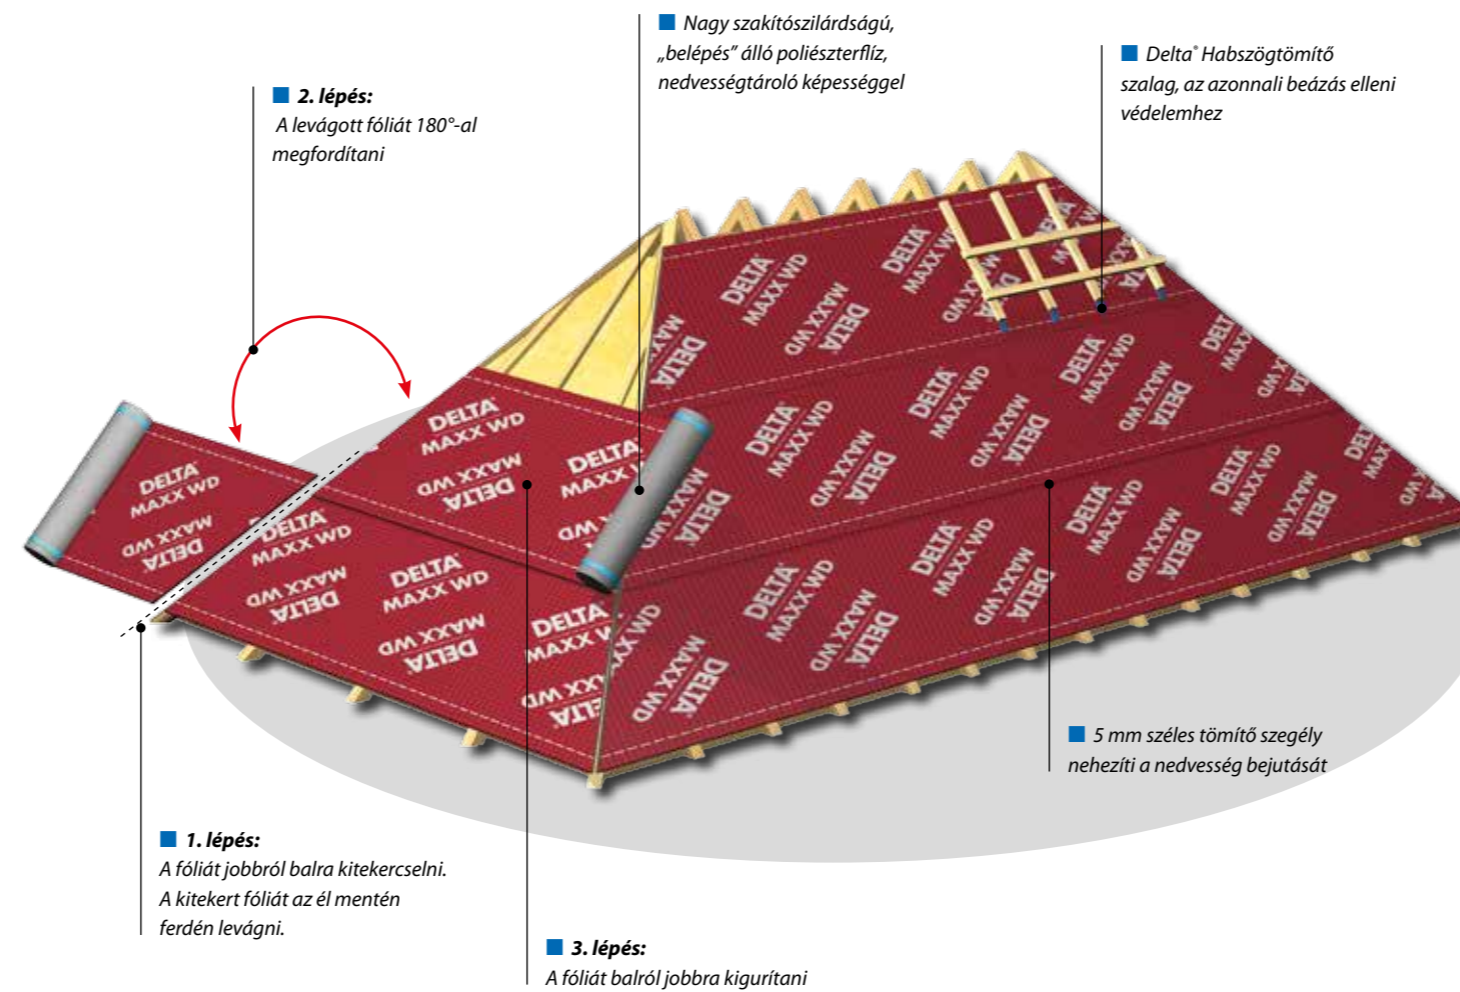 Nagy szakítószilárdságú,
„belépés” álló poliészterflíz,
nedvességtároló képességgel
Delta® Habszögtömítő
szalag, az azonnali beázás elleni
védelemhez
2. lépés:
A levágott fóliát 180°-al
megfordítani
DELTA
MAXX WD
5 mm széles tömítő szegély
nehezíti a nedvesség bejutását
1. lépés:
A fóliát jobbról balra kitekercselni.
A kitekert fóliát az él mentén
ferdén levágni.
3. lépés:
A fóliát balról jobbra kigurítani